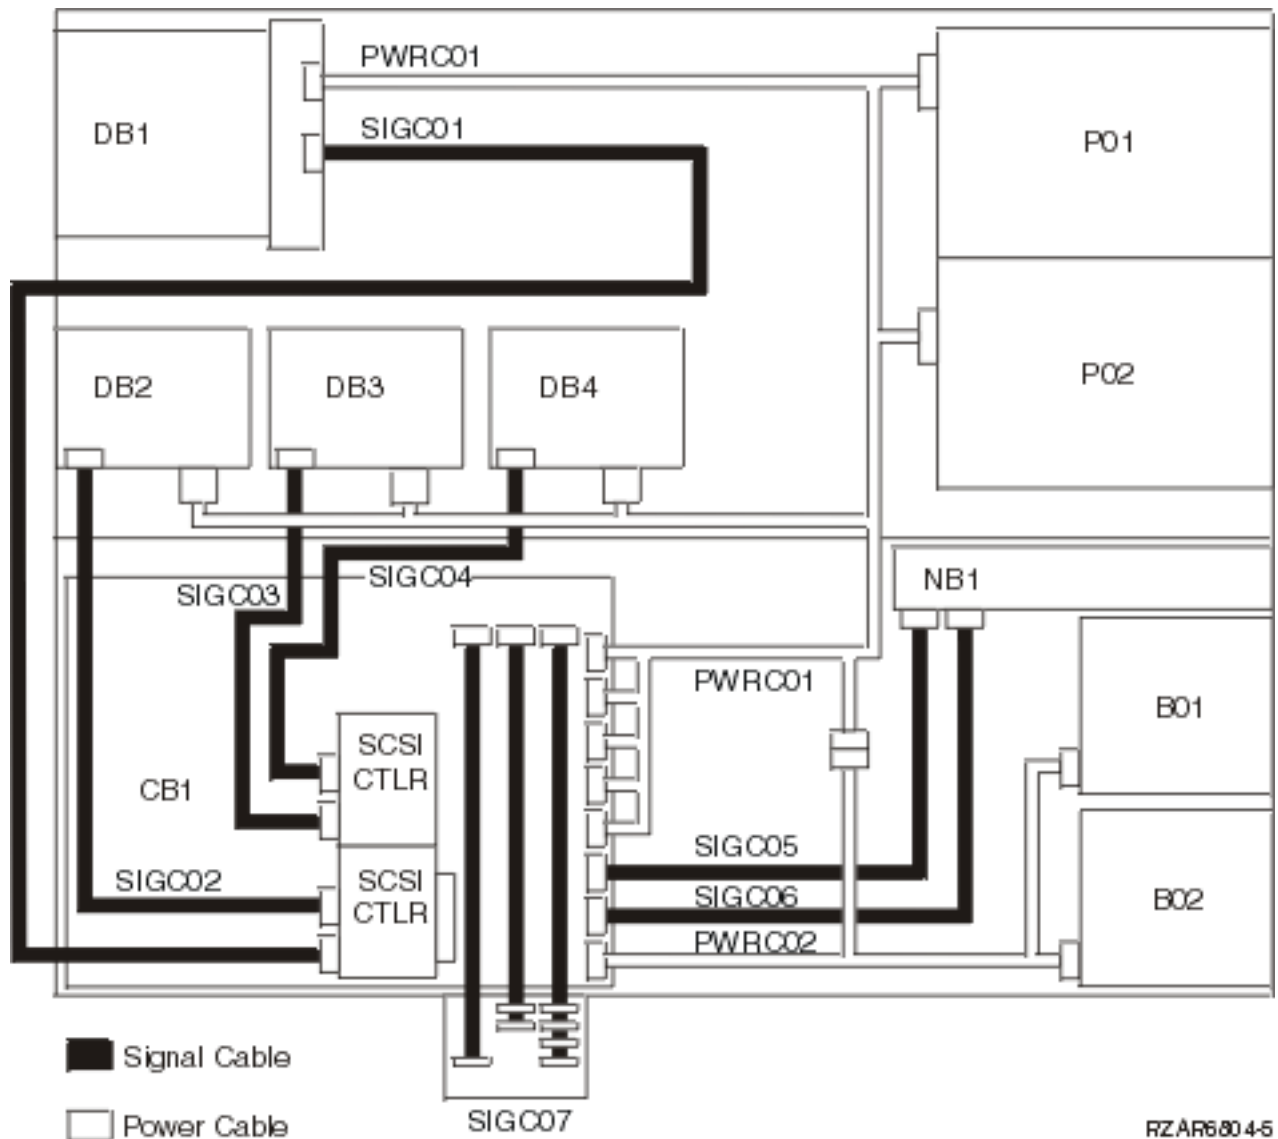 PWRC01
DB1
SIGC01
P01
DB2
DB3
DB4
P02
SIGC03
SIGC04
NB1
PWRC01
B01
SCSI
CTLR
CB1
SIGC05
SIGC02
SCSI
CTLR
SIGC06
B02
PWRC02
Signal Cable
SIGC07
Power Cable
RZAR6804-5